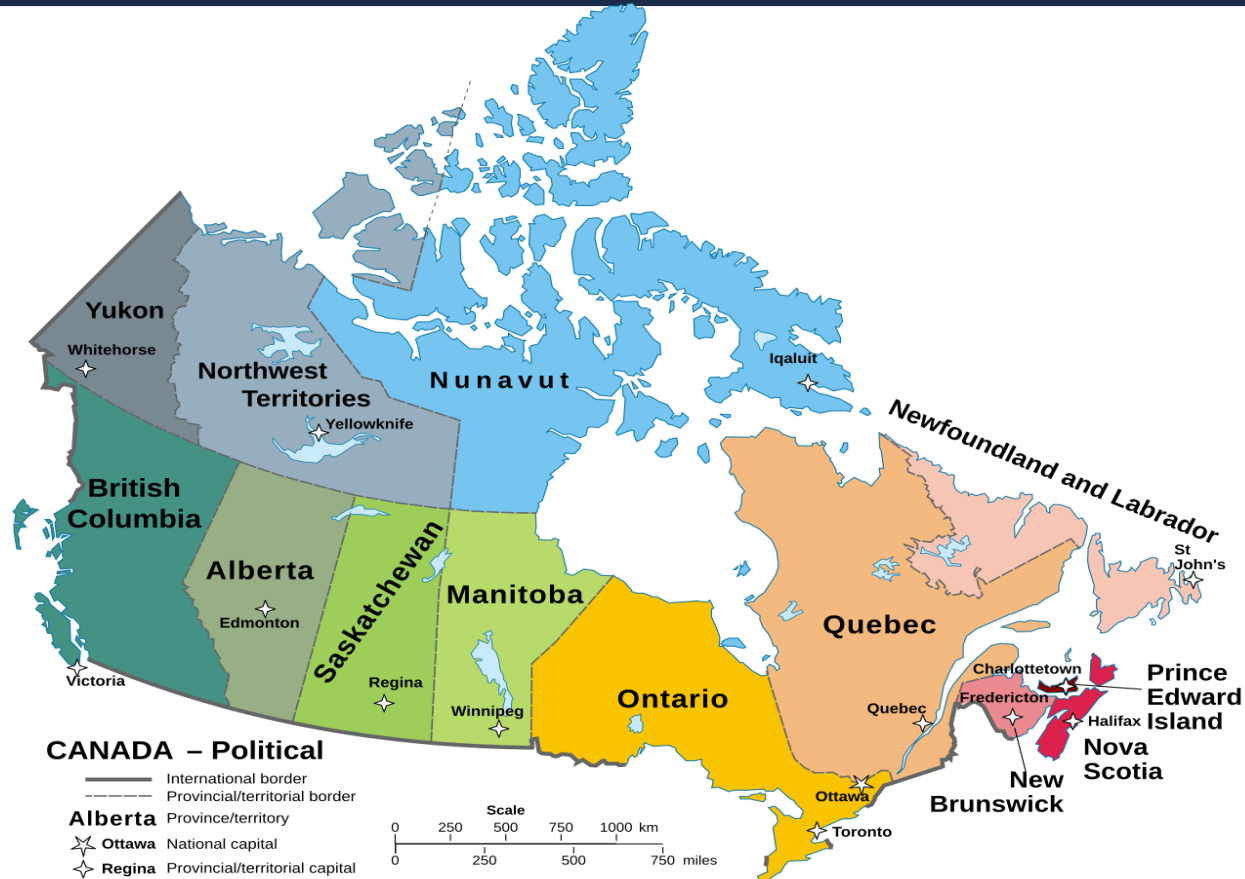 Yukon
Whitehorse
Northwest
Territories
Yellowknife
Nunavut
Iqaluit
Newfoundland and Labrador
St
John's
British
Columbia
Victoria
Alberta
Edmonton
Saskatchewan
Regina
Manitoba
Winnipeg
Ontario
Ottawa
Toronto
Quebec
Quebec
Charlottetown
Prince
Edward
Island
Fredericton
Halifax
Nova
Scotia
New
Brunswick
CANADA – Political
International border
Provincial/territorial border
Alberta Province/territory
Ottawa National capital
Regina Provincial/territorial capital
Scale
0 250 500 750 1000 km
0 250 500 750 miles